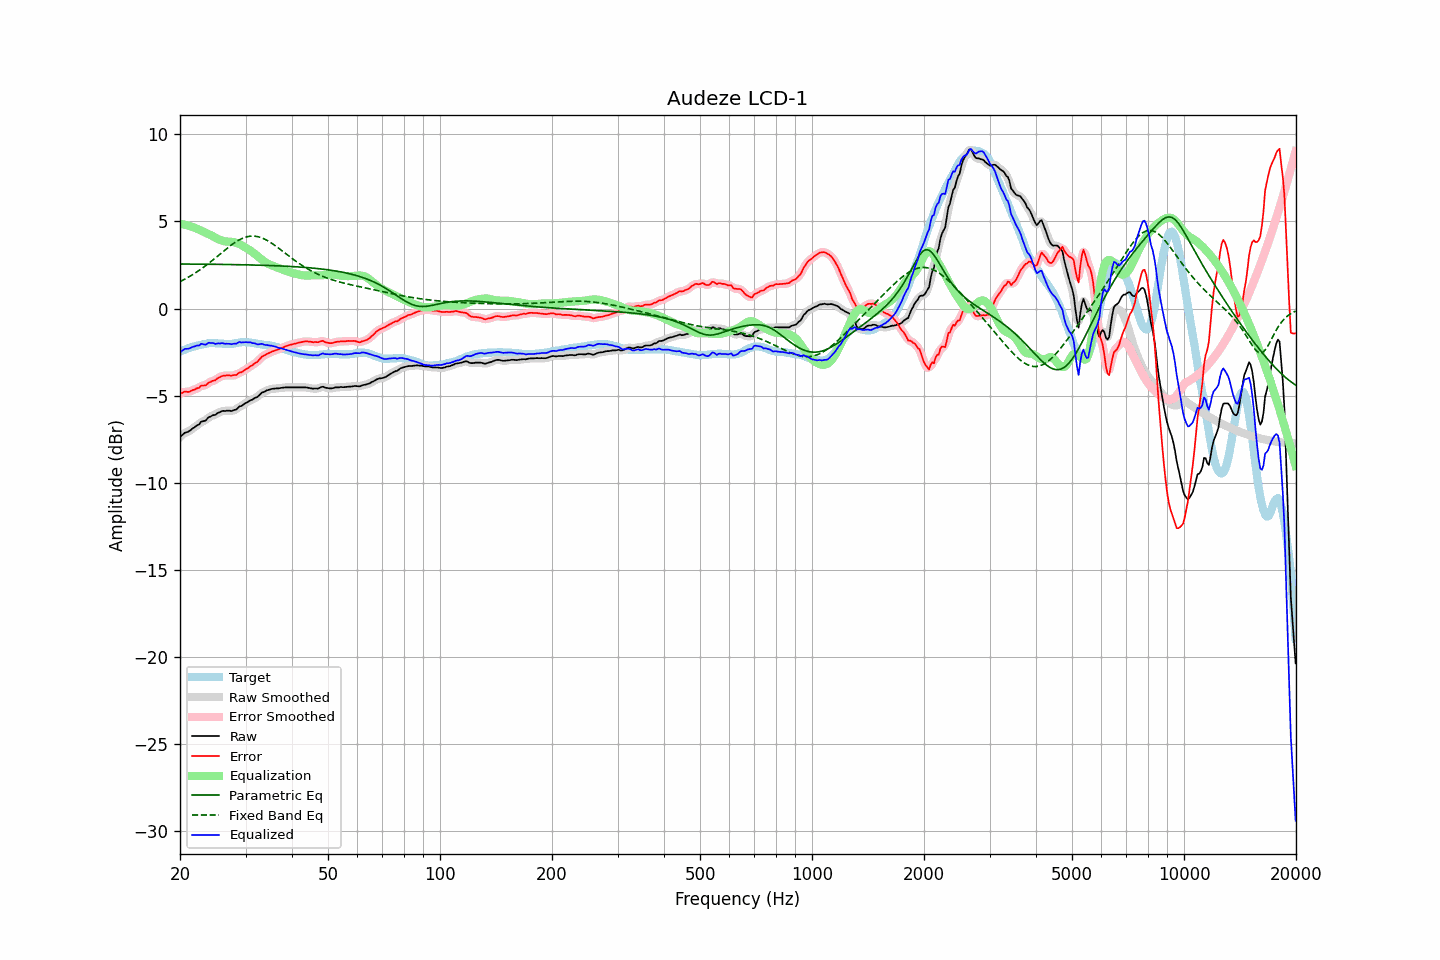 Audeze LCD-1
10
5
0
−5
−10
−15
−20
−25
−30
Amplitude (dBr)
Target
Raw Smoothed
Error Smoothed
Raw
Error
Equalization
Parametric Eq
Fixed Band Eq
Equalized
20 50 100 200 500 1000 2000 5000 10000 20000
Frequency (Hz)